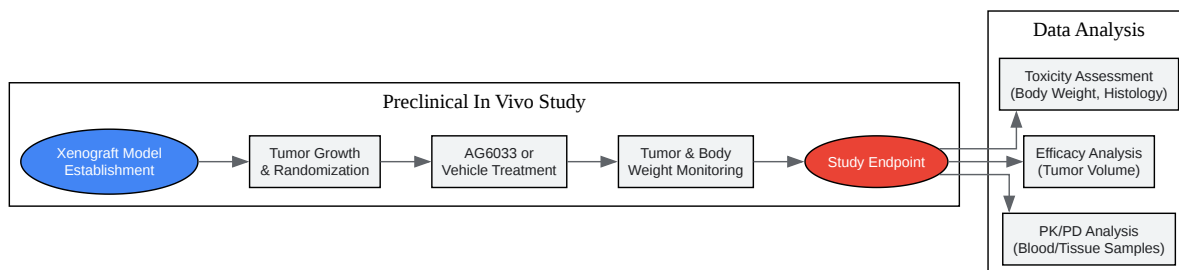 Data Analysis
Preclinical In Vivo Study
Xenograft Model
Establishment
Tumor Growth
& Randomization
AG6033 or
Vehicle Treatment
Tumor & Body
Weight Monitoring
Study Endpoint
Toxicity Assessment
(Body Weight, Histology)
Efficacy Analysis
(Tumor Volume)
PK/PD Analysis
(Blood/Tissue Samples)